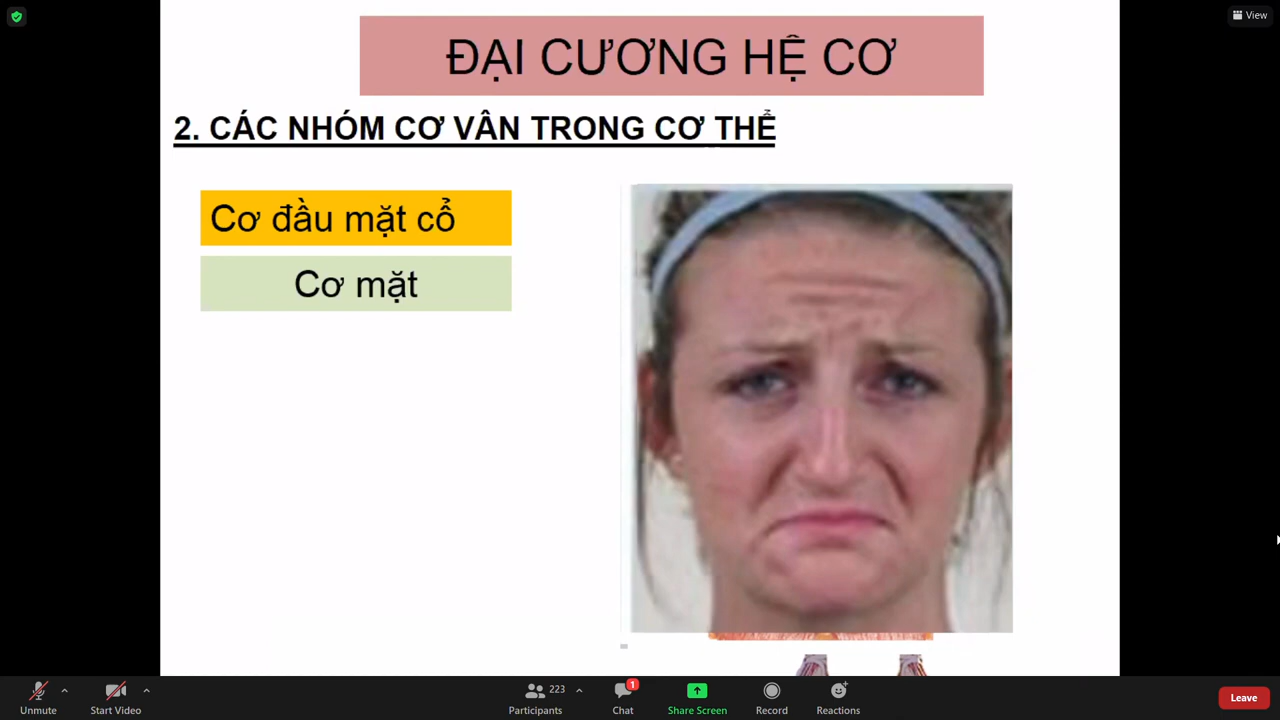 View
ĐẠI CƯƠNG HỆ CƠ
2. CÁC NHÓM CƠ VÂN TRONG CƠ THỂ
Cơ đầu mặt cổ
Cơ mặt
Unmute
Start Video
223
Participants
1
Chat
Share Screen
Record
Reactions
Leave